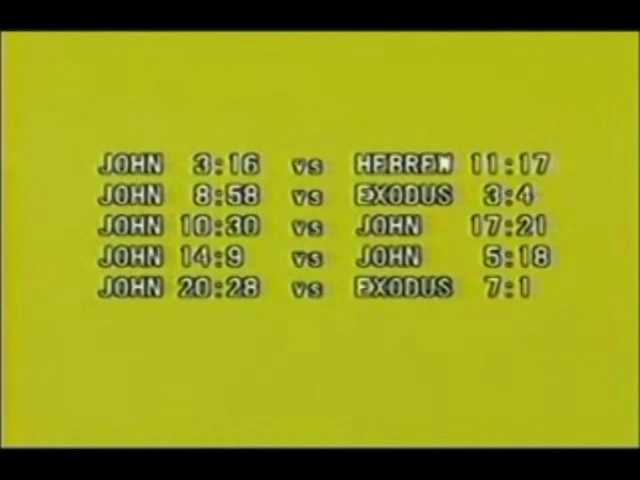 JOHN 3:16 vs HEBREW 11:17
JOHN 8:58 vs EXODUS 3:4
JOHN 10:30 vs JOHN 17:21
JOHN 14:9 vs JOHN 5:18
JOHN 20:28 vs EXODUS 7:1